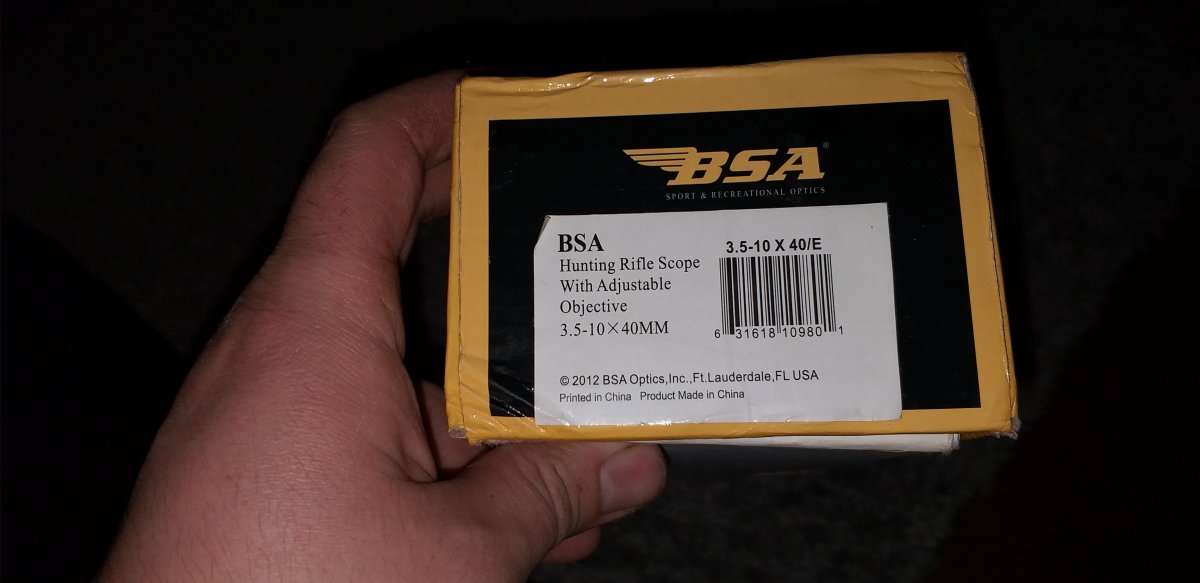 BSA®
SPORT & RECREATIONAL OPTICS
BSA
Hunting Rifle Scope
With Adjustable
Objective
3.5-10×40MM
3.5-10 X 40/E
6 31618 10980 1
© 2012 BSA Optics,Inc.,Ft.Lauderdale,FL USA
Printed in China Product Made in China